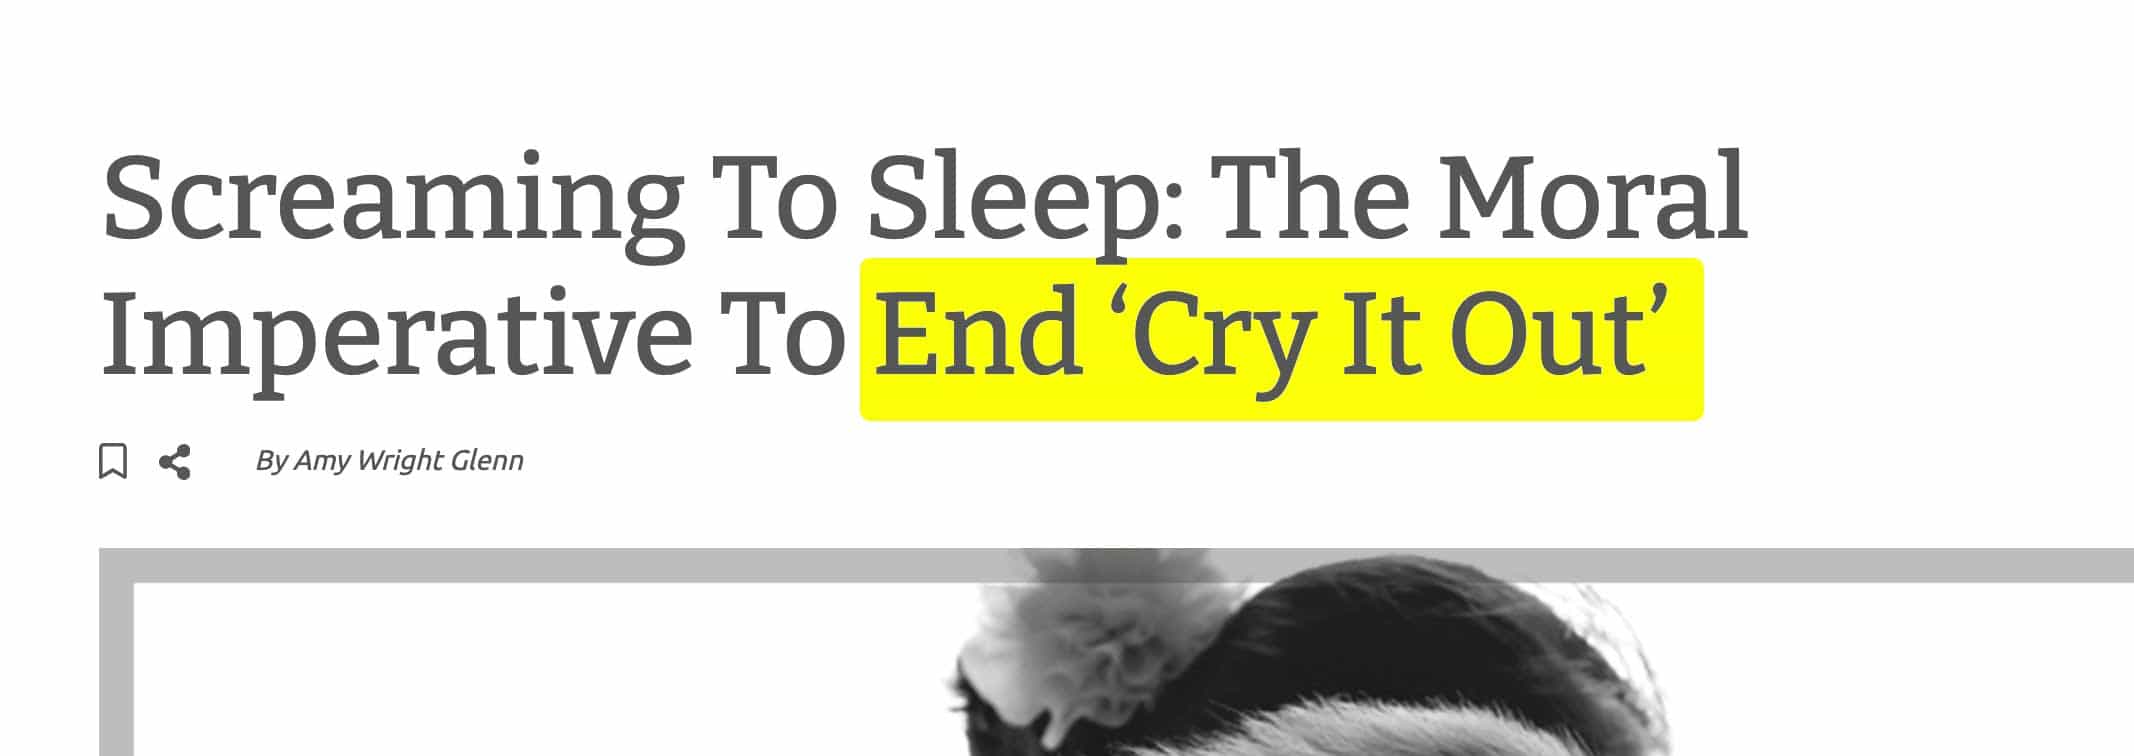 Screaming To Sleep: The Moral
Imperative To End ‘Cry It Out’
By Amy Wright Glenn